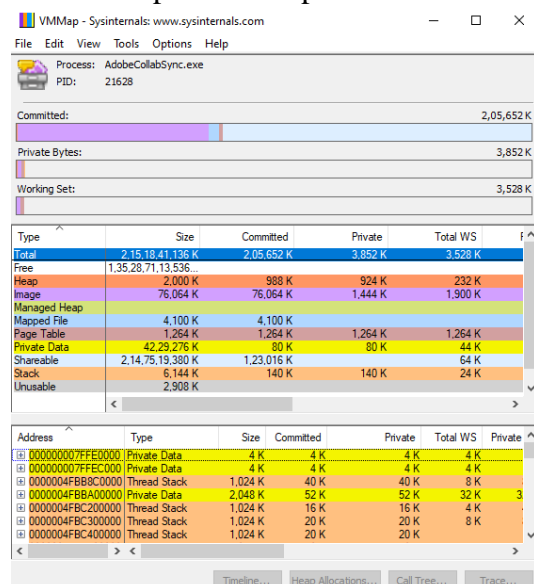 VMMap - Sysinternals: www.sysinternals.com
File Edit View Tools Options Help
Process: AdobeCollabSync.exe
PID: 21628
Committed: 2,05,652 K
Private Bytes: 3,852 K
Working Set: 3,528 K
Type Size Committed Private Total WS
Total 2,15,18,41,136 K 2,05,652 K 3,852 K 3,528 K
Free 1,35,28,71,13,536...
Heap 2,000 K 988 K 924 K 232 K
Image 76,064 K 76,064 K 1,444 K 1,900 K
Managed Heap
Mapped File 4,100 K 4,100 K
Page Table 1,264 K 1,264 K 1,264 K 1,264 K
Private Data 42,29,276 K 80 K 80 K 44 K
Shareable 2,14,75,19,380 K 1,23,016 K 64 K
Stack 6,144 K 140 K 140 K 24 K
Unusable 2,908 K
Address Type Size Committed Private Total WS Private
000000007FFE0000 Private Data 4 K 4 K 4 K 4 K
000000007FFEC000 Private Data 4 K 4 K 4 K 4 K
0000004FBB8C0000 Thread Stack 1,024 K 40 K 40 K 8 K
0000004FBBA00000 Private Data 2,048 K 52 K 52 K 32 K 3
0000004FBC200000 Thread Stack 1,024 K 16 K 16 K 4 K
0000004FBC300000 Thread Stack 1,024 K 20 K 20 K 8 K
0000004FBC400000 Thread Stack 1,024 K 20 K 20 K
Timeline... Heap Allocations... Call Tree... Trace...